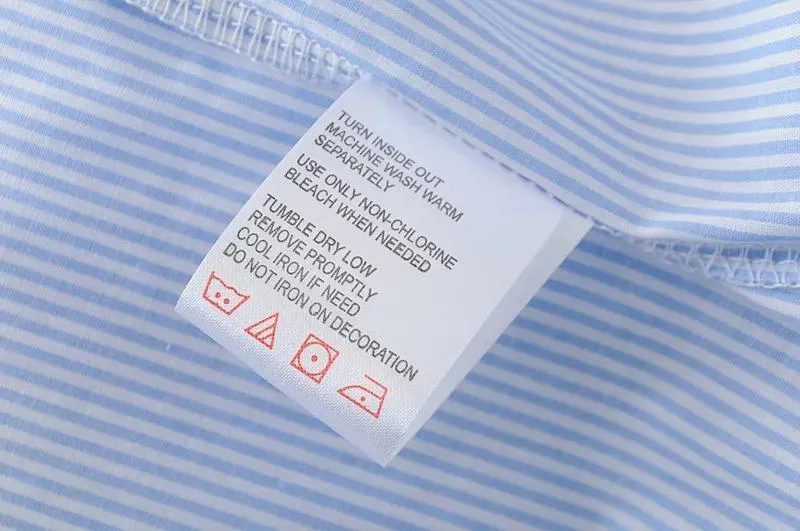 TURN INSIDE OUT
MACHINE WASH WARM
SEPARATELY
USE ONLY NON-CHLORINE
BLEACH WHEN NEEDED
TUMBLE DRY LOW
REMOVE PROMPTLY
COOL IRON IF NEED
DO NOT IRON ON DECORATION